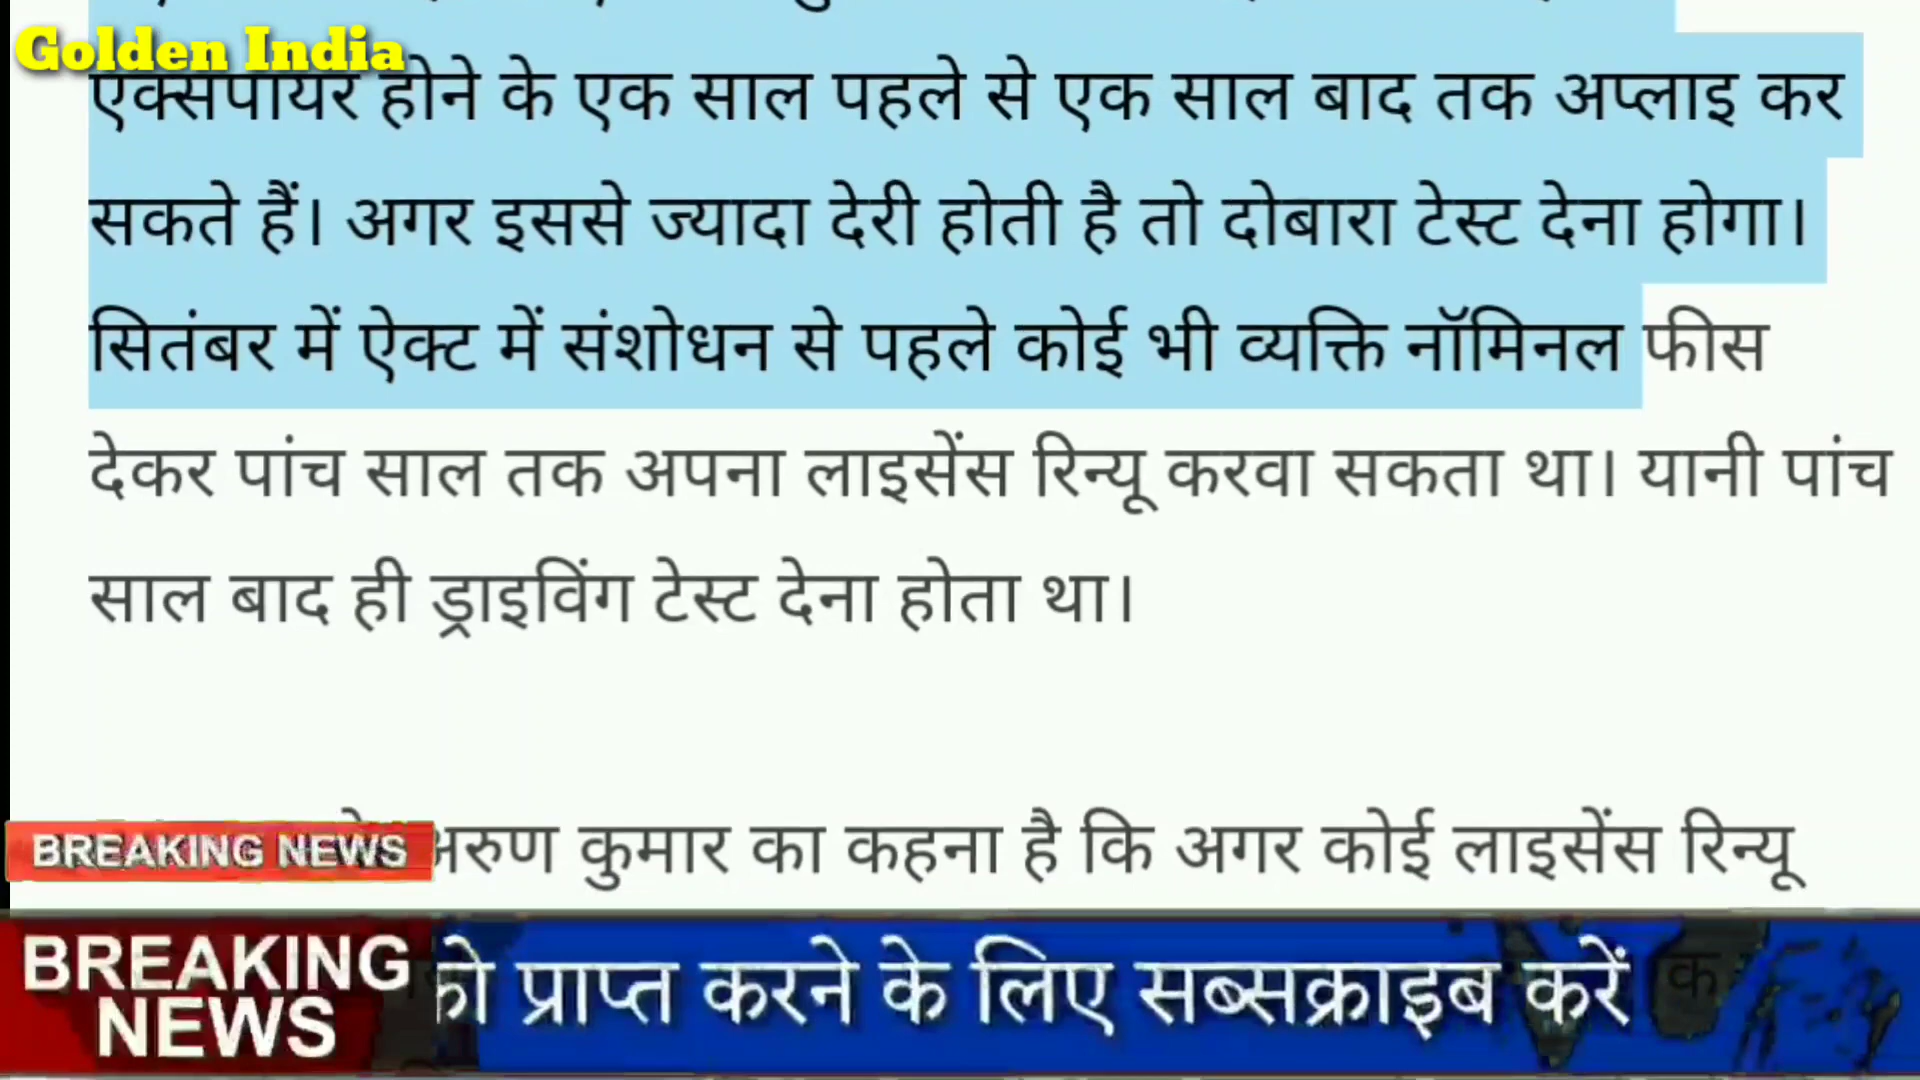 Golden India
एक्सपायर होने के एक साल पहले से एक साल बाद तक अप्लाइ कर
सकते हैं। अगर इससे ज्यादा देरी होती है तो दोबारा टेस्ट देना होगा।
सितंबर में ऐक्ट में संशोधन से पहले कोई भी व्यक्ति नॉमिनल फीस
देकर पांच साल तक अपना लाइसेंस रिन्यू करवा सकता था। यानी पांच
साल बाद ही ड्राइविंग टेस्ट देना होता था।
BREAKING NEWS
अरुण कुमार का कहना है कि अगर कोई लाइसेंस रिन्यू
BREAKING NEWS
को प्राप्त करने के लिए सब्सक्राइब करें